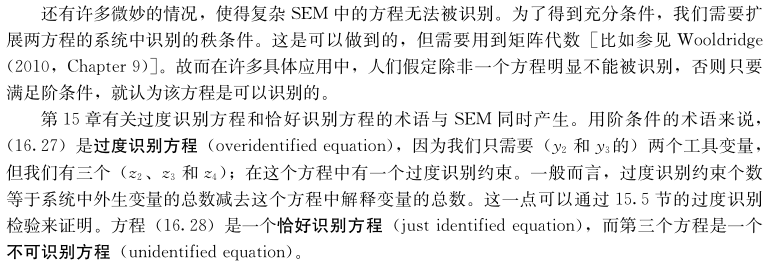 还有许多微妙的情况，使得复杂 SEM 中的方程无法被识别。为了得到充分条件，我们需要扩
展两方程的系统中识别的秩条件。这是可以做到的，但需要用到矩阵代数［比如参见 Wooldridge
(2010，Chapter 9)］。故而在许多具体应用中，人们假定除非一个方程明显不能被识别，否则只要
满足阶条件，就认为该方程是可以识别的。
第 15 章有关过度识别方程和恰好识别方程的术语与 SEM 同时产生。用阶条件的术语来说，
(16.27) 是过度识别方程（overidentified equation），因为我们只需要（y₂ 和 y₃的）两个工具变量，
但我们有三个（z₂、z₃ 和 z₄）；在这个方程中有一个过度识别约束。一般而言，过度识别约束个数
等于系统中外生变量的总数减去这个方程中解释变量的总数。这一点可以通过 15.5 节的过度识别
检验来证明。方程（16.28）是一个恰好识别方程（just identified equation），而第三个方程是一个
不可识别方程（unidentified equation）。